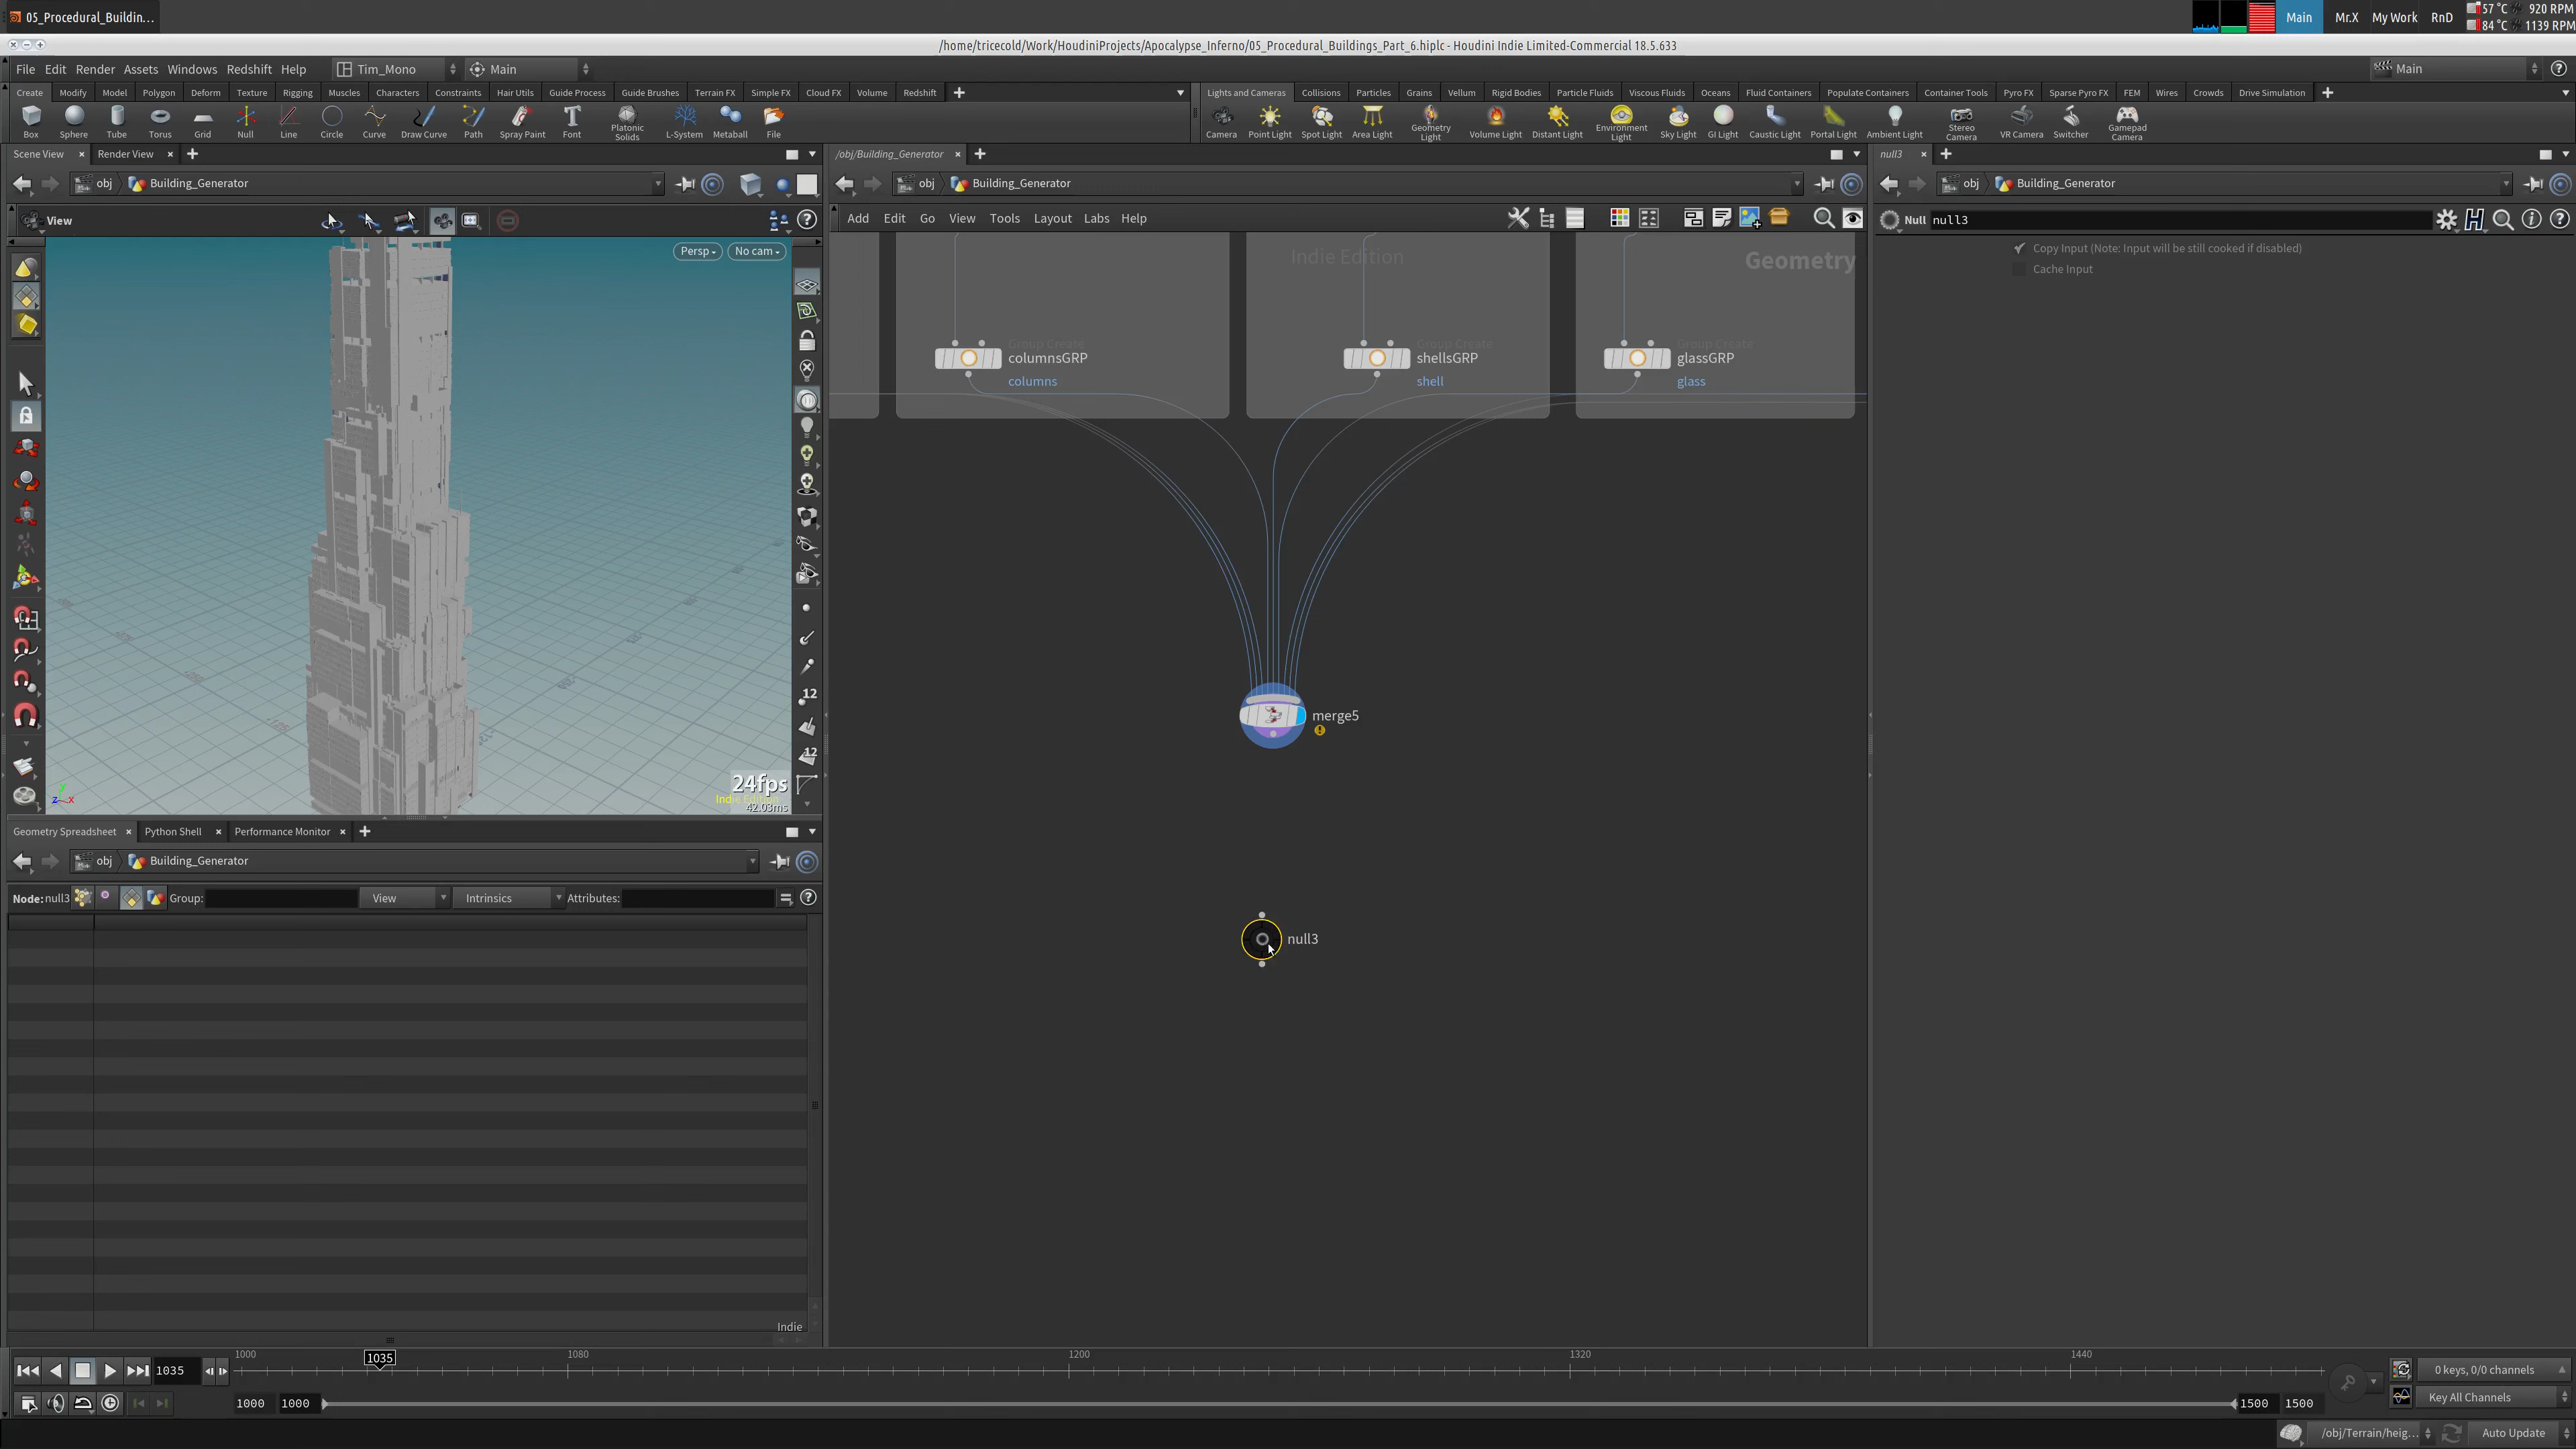 05_Procedural_Buildin...
Main
Mr.X
My Work
RnD
57 °C
920 RPM
84 °C
1139 RPM
/home/tricecold/Work/HoudiniProjects/Apocalypse_Inferno/05_Procedural_Buildings_Part_6.hiplc - Houdini Indie Limited-Commercial 18.5.633
File Edit Render Assets Windows Redshift Help Tim_Mono Main Main
Create Modify Model Polygon Deform Texture Rigging Muscles Characters Constraints Hair Utils Guide Process Guide Brushes Terrain FX Simple FX Cloud FX Volume Redshift
Lights and Cameras Collisions Particles Grains Vellum Rigid Bodies Particle Fluids Viscous Fluids Oceans Fluid Containers Populate Containers Container Tools Pyro FX Sparse Pyro FX FEM Wires Crowds Drive Simulation
Box Sphere Tube Torus Grid Null Line Circle Curve Draw Curve Path Spray Paint Font Platonic Solids L-System Metaball File
Camera Point Light Spot Light Area Light Geometry Light Volume Light Distant Light Environment Light Sky Light GI Light Caustic Light Portal Light Ambient Light Stereo Camera VR Camera Switcher Gamepad Camera
Scene View Render View
/obj/Building_Generator
null3
obj Building_Generator
obj Building_Generator
obj Building_Generator
View
Add Edit Go View Tools Layout Labs Help
Null null3
Copy Input (Note: Input will be still cooked if disabled)
Cache Input
Persp
No cam
Indie Edition
Geometry
Group Create
columnsGRP
columns
Group Create
shellsGRP
shell
Group Create
glassGRP
glass
merge5
null3
12
12
24fps
Indie Edition
42.03ms
z x y
Geometry Spreadsheet Python Shell Performance Monitor
obj Building_Generator
Node: null3 Group: View Intrinsics Attributes:
Indie
1035
1000
1035
1080
1200
1320
1440
0 keys, 0/0 channels
1000
1000
1500
1500
Key All Channels
/obj/Terrain/heig...
Auto Update